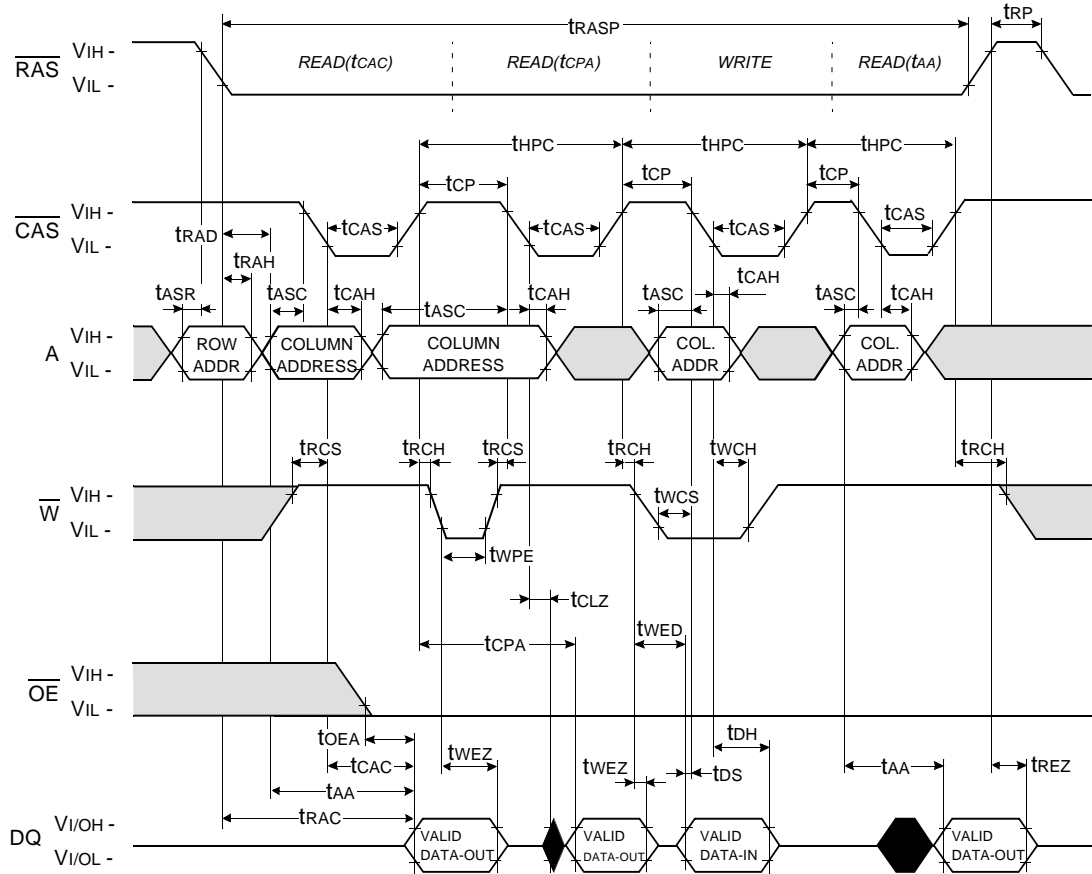 tRASP
tRP
RAS
VIH -
VIL -
READ(tCAC)
READ(tCPA)
WRITE
READ(tAA)
tHPC
tHPC
tHPC
tCP
tCP
tCP
CAS
VIH -
VIL -
tCAS
tCAS
tCAS
tCAS
tRAD
tRAH
tASR
tASC
tCAH
tASC
tCAH
tASC
tCAH
tASC
tCAH
A
VIH -
VIL -
ROW
ADDR
COLUMN
ADDRESS
COLUMN
ADDRESS
COL.
ADDR
COL.
ADDR
tRCS
tRCH
tRCS
tRCH
tWCH
tRCH
W
VIH -
VIL -
tWCS
tWPE
tCLZ
tCPA
tWED
OE
VIH -
VIL -
tOEA
tCAC
tAA
tRAC
tWEZ
tWEZ
tDH
tDS
tAA
tREZ
DQ
VI/OH -
VI/OL -
VALID
DATA-OUT
VALID
DATA-OUT
VALID
DATA-IN
VALID
DATA-OUT